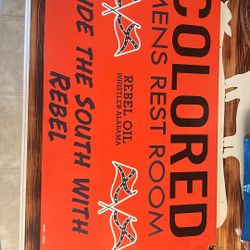 COLORED
MENS REST ROOM
REBEL OIL
WHISTLER ALABAMA
IDE THE SOUTH WITH
REBEL